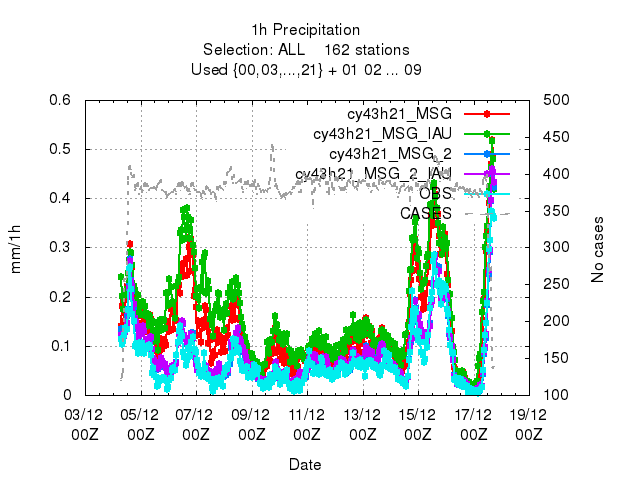 1h Precipitation
Selection: ALL    162 stations
Used {00,03,...,21} + 01 02 ... 09
0.6
0.5
0.4
0.3
0.2
0.1
0
mm/1h
500
450
400
350
300
250
200
150
100
No cases
cy43h21_MSG
cy43h21_MSG_IAU
cy43h21_MSG_2
cy43h21_MSG_2_IAU
OBS
CASES
03/12 05/12 07/12 09/12 11/12 13/12 15/12 17/12 19/12
00Z 00Z 00Z 00Z 00Z 00Z 00Z 00Z 00Z
Date